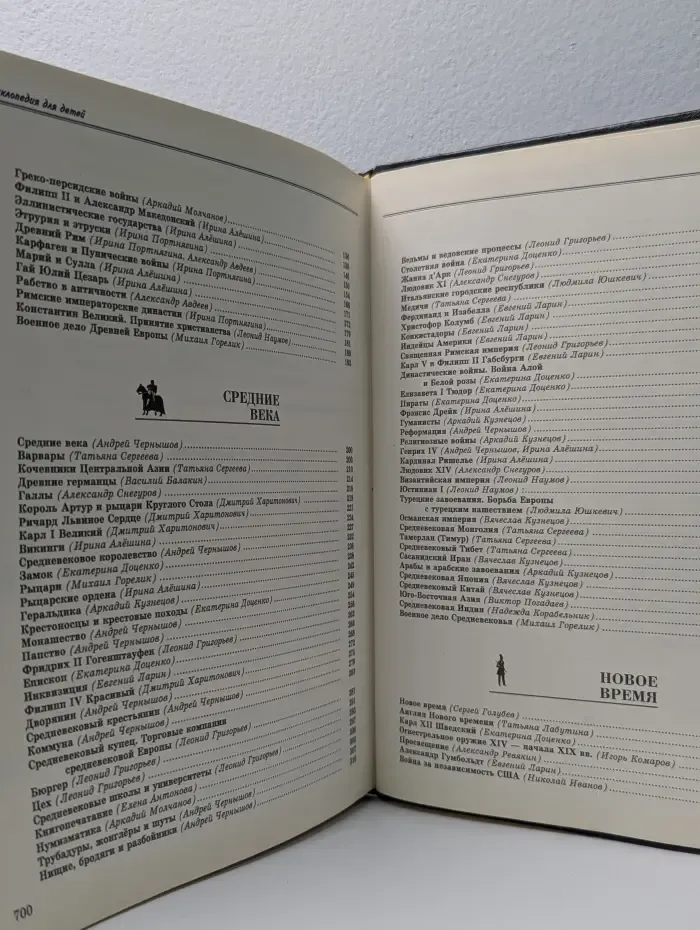 клопедия для детей
Греко-персидские войны (Аркадий Молчанов)
Филипп II и Александр Македонский (Ирина Алёшина)
Эллинистические государства (Ирина Алёшина)
Этрурия и этруски (Ирина Портнягина)
Древний Рим (Ирина Портнягина, Александр Авдеев)
Карфаген и Пунические войны (Ирина Портнягина)
Марий и Сулла (Ирина Алёшина)
Гай Юлий Цезарь (Ирина Алёшина)
Рабство в античности (Александр Авдеев)
Римские императорские династии (Ирина Портнягина)
Константин Великий. Принятие христианства (Леонид Наумов)
Военное дело Древней Европы (Михаил Горелик)
СРЕДНИЕ
ВЕКА
Средние века (Андрей Чернышов)
Варвары (Татьяна Сергеева)
Кочевники Центральной Азии (Татьяна Сергеева)
Древние германцы (Василий Балакин)
Галлы (Александр Снегуров)
Король Артур и рыцари Круглого Стола (Дмитрий Харитонович)
Ричард Львиное Сердце (Дмитрий Харитонович)
Карл I Великий (Дмитрий Харитонович)
Викинги (Ирина Алёшина)
Средневековое королевство (Андрей Чернышов)
Замок (Екатерина Доценко)
Рыцари (Михаил Горелик)
Рыцарские ордена (Ирина Алёшина)
Геральдика (Аркадий Кузнецов)
Крестоносцы и крестовые походы (Екатерина Доценко)
Монашество (Андрей Чернышов)
Папство (Андрей Чернышов)
Фридрих II Гогенштауфен (Леонид Григорьев)
Епископ (Екатерина Доценко)
Инквизиция (Евгений Ларин)
Филипп IV Красивый (Дмитрий Харитонович)
Дворянин (Андрей Чернышов)
Средневековый крестьянин (Андрей Чернышов)
Коммуна (Андрей Чернышов)
Средневековый купец. Торговые компании
средневековой Европы (Леонид Григорьев)
Бюргер (Леонид Григорьев)
Цех (Леонид Григорьев)
Средневековые школы и университеты (Леонид Григорьев)
Книгопечатание (Елена Антонова)
Нумизматика (Аркадий Молчанов)
Трубадуры, жонглёры и шуты (Андрей Чернышов)
Нищие, бродяги и разбойники (Андрей Чернышов)
700
Ведьмы и ведовские процессы (Леонид Григорьев)
Столетняя война (Екатерина Доценко)
Жанна д'Арк (Леонид Григорьев)
Людовик XI (Александр Снегуров)
Итальянские городские республики (Людмила Юшкевич)
Медичи (Татьяна Сергеева)
Фердинанд и Изабелла (Евгений Ларин)
Христофор Колумб (Евгений Ларин)
Конкистадоры (Евгений Ларин)
Индейцы Америки (Евгений Ларин)
Священная Римская империя (Леонид Григорьев)
Карл V и Филипп II Габсбурги (Евгений Ларин)
Династические войны. Война Алой
и Белой розы (Екатерина Доценко)
Елизавета I Тюдор (Екатерина Доценко)
Пираты (Екатерина Доценко)
Фрэнсис Дрейк (Ирина Алёшина)
Гуманисты (Аркадий Кузнецов)
Реформация (Андрей Чернышов)
Религиозные войны (Аркадий Кузнецов)
Генрих IV (Андрей Чернышов, Ирина Алёшина)
Кардинал Ришелье (Ирина Алёшина)
Людовик XIV (Александр Снегуров)
Византийская империя (Леонид Наумов)
Юстиниан I (Леонид Наумов)
Турецкие завоевания. Борьба Европы
с турецким нашествием (Людмила Юшкевич)
Османская империя (Вячеслав Кузнецов)
Средневековая Монголия (Татьяна Сергеева)
Тамерлан (Тимур) (Татьяна Сергеева)
Средневековый Тибет (Татьяна Сергеева)
Сасанидский Иран (Вячеслав Кузнецов)
Арабы и арабские завоевания (Аркадий Кузнецов)
Средневековая Япония (Вячеслав Кузнецов)
Средневековый Китай (Вячеслав Кузнецов)
Юго-Восточная Азия (Виктор Погадаев)
Средневековая Индия (Надежда Корабельник)
Военное дело Средневековья (Михаил Горелик)
НОВОЕ
ВРЕМЯ
Новое время (Сергей Голубев)
Англия Нового времени (Татьяна Лабутина)
Карл XII Шведский (Екатерина Доценко)
Огнестрельное оружие XIV — начала XIX вв. (Игорь Комаров)
Просвещение (Александр Ревякин)
Александр Гумбольдт (Евгений Ларин)
Война за независимость США (Николай Иванов)